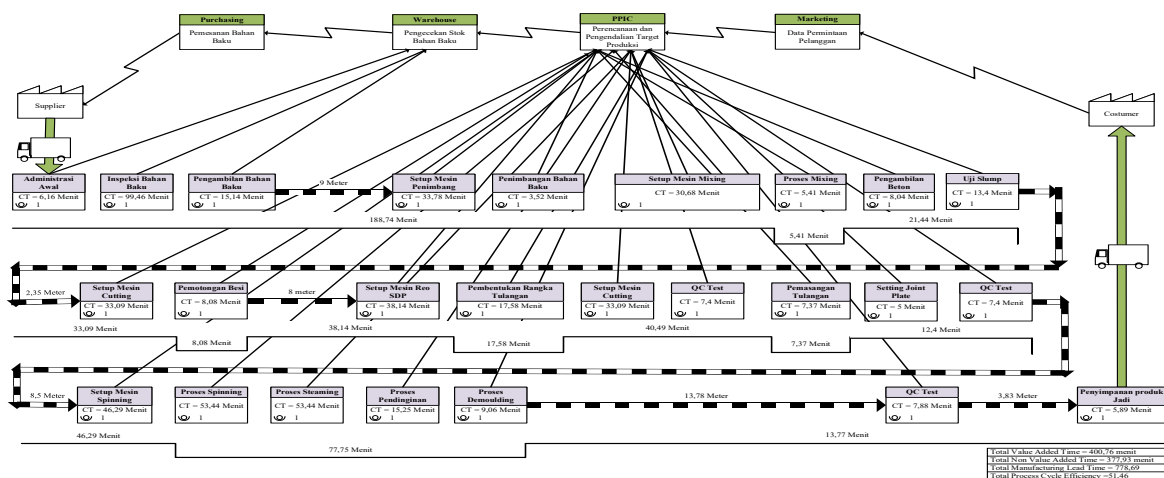 Purchasing
Pemesanan Bahan
Baku
Warehouse
Pengecekan Stok
Bahan Baku
PPIC
Perencanaan dan
Pengendalian Target
Produksi
Marketing
Data Permintaan
Pelanggan
Supplier
Costumer
Administrasi
Awal
CT = 6,16 Menit
1
Inspeksi Bahan
Baku
CT = 99,46 Menit
1
Pengambilan Bahan
Baku
CT = 15,14 Menit
1
9 Meter
Setup Mesin
Penimbang
CT = 33,78 Menit
1
Penimbangan Bahan
Baku
CT = 3,52 Menit
1
Setup Mesin Mixing
CT = 30,68 Menit
1
Proses Mixing
CT = 5,41 Menit
1
Pengambilan
Beton
CT = 8,04 Menit
1
Uji Slump
CT = 13,4 Menit
1
188,74 Menit
5,41 Menit
21,44 Menit
2,35 Meter
Setup Mesin
Cutting
CT = 33,09 Menit
1
Pemotongan Besi
CT = 8,08 Menit
1
8 meter
Setup Mesin Reo
SDP
CT = 38,14 Menit
1
Pembentukan Rangka
Tulangan
CT = 17,58 Menit
1
Setup Mesin
Cutting
CT = 33,09 Menit
1
QC Test
CT = 7,4 Menit
1
Pemasangan
Tulangan
CT = 7,37 Menit
1
Setting Joint
Plate
CT = 5 Menit
1
QC Test
CT = 7,4 Menit
1
33,09 Menit
8,08 Menit
38,14 Menit
17,58 Menit
40,49 Menit
7,37 Menit
12,4 Menit
8,5 Meter
Setup Mesin
Spinning
CT = 46,29 Menit
1
Proses Spinning
CT = 53,44 Menit
1
Proses Steaming
CT = 53,44 Menit
1
Proses
Pendinginan
CT = 15,25 Menit
1
Proses
Demoulding
CT = 9,06 Menit
1
13,78 Meter
QC Test
CT = 7,88 Menit
1
3,83 Meter
Penyimpanan produk
Jadi
CT = 5,89 Menit
1
46,29 Menit
77,75 Menit
13,77 Menit
Total Value Added Time = 400,76 menit
Total Non Value Added Time = 377,93 menit
Total Manufacturing Lead Time = 778,69
Total Process Cycle Efficiency =51,46